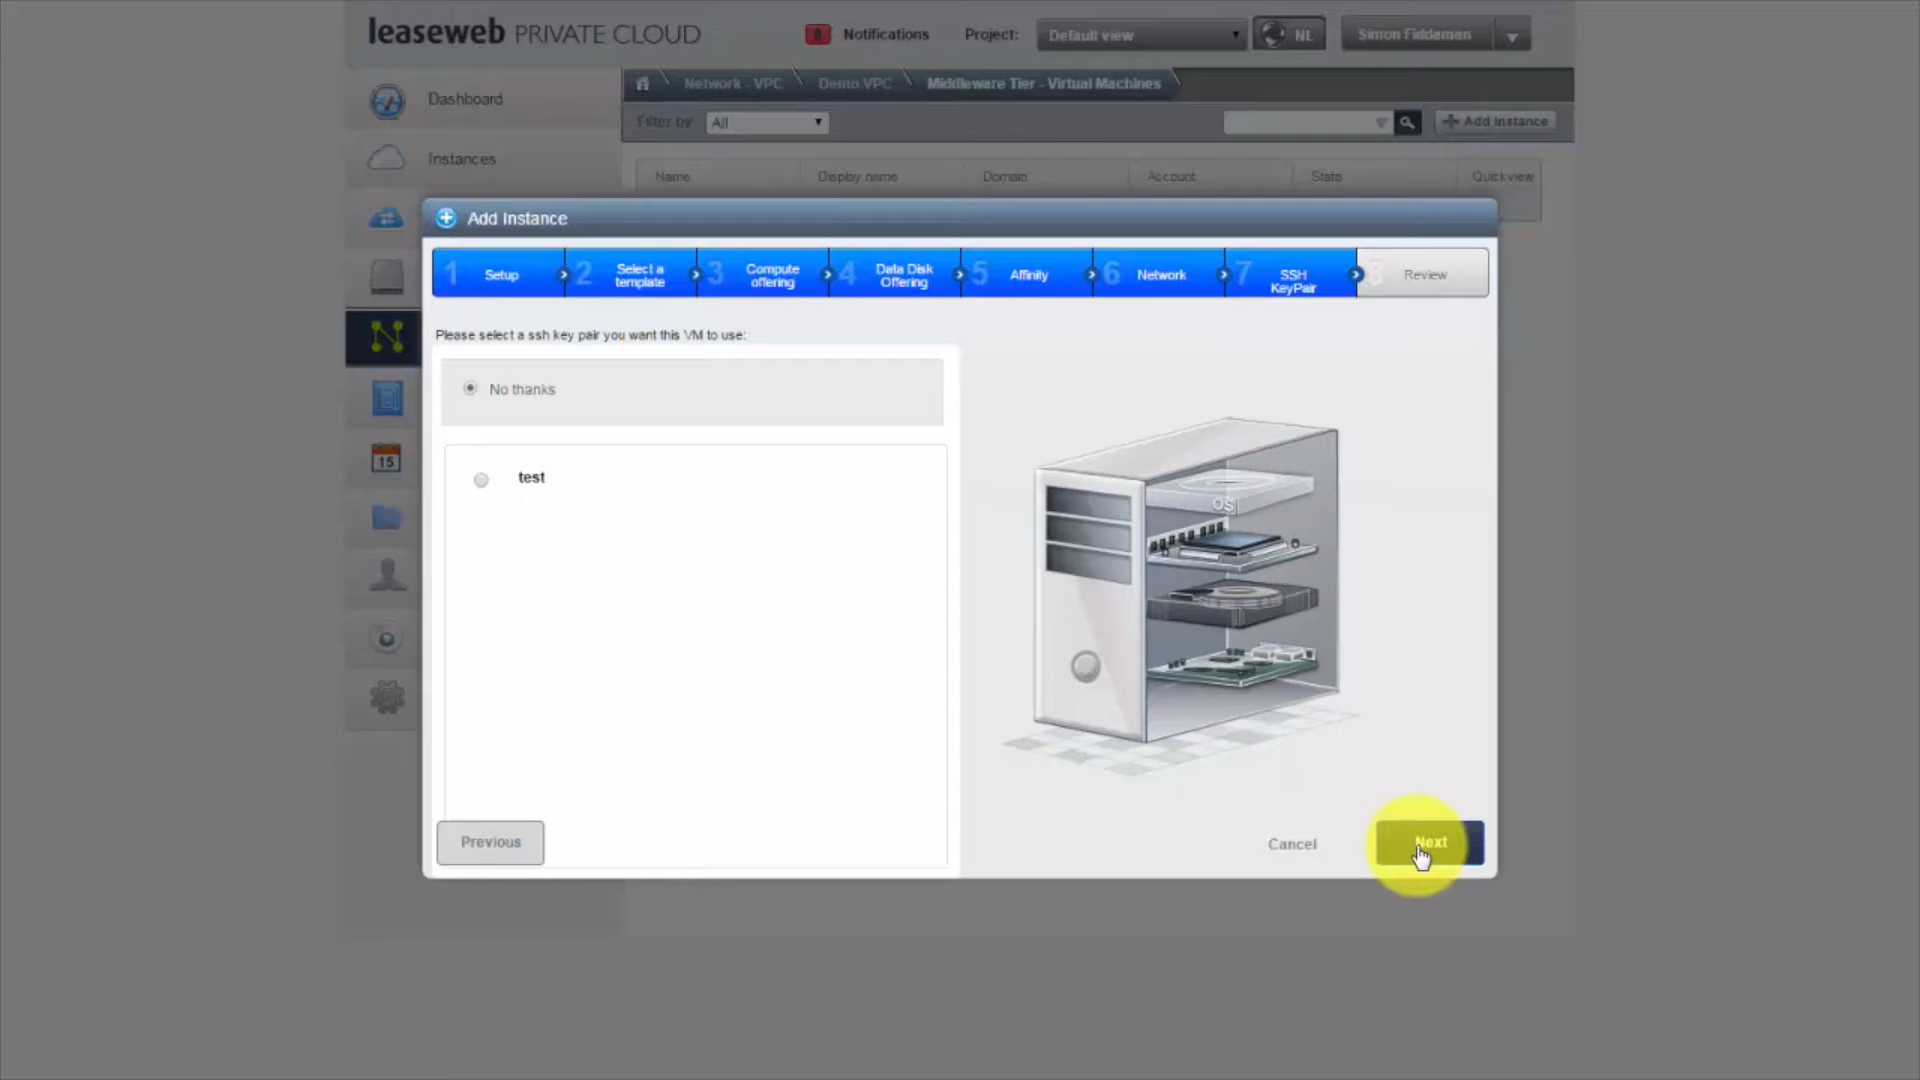 leaseweb PRIVATE CLOUD
Notifications
Project:
Default view
NL
Simon Fiddaman
Dashboard
Network - VPC
Demo VPC
Middleware Tier - Virtual Machines
Filter by
All
Add Instance
Instances
Name
Display name
Domain
Account
State
Quickview
Add Instance
1 Setup
2 Select a template
3 Compute offering
4 Data Disk Offering
5 Affinity
6 Network
7 SSH KeyPair
Review
Please select a ssh key pair you want this VM to use:
No thanks
test
15
OS
Previous
Cancel
Next